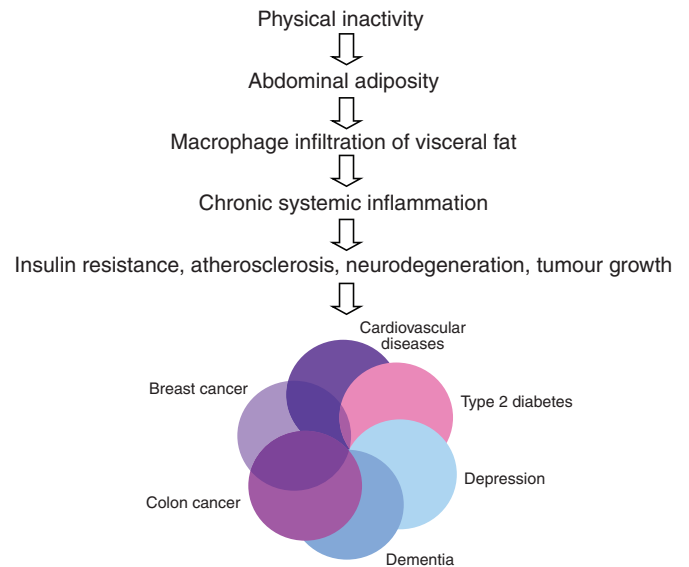 Physical inactivity
Abdominal adiposity
Macrophage infiltration of visceral fat
Chronic systemic inflammation
Insulin resistance, atherosclerosis, neurodegeneration, tumour growth
Cardiovascular
diseases
Breast cancer
Type 2 diabetes
Depression
Colon cancer
Dementia